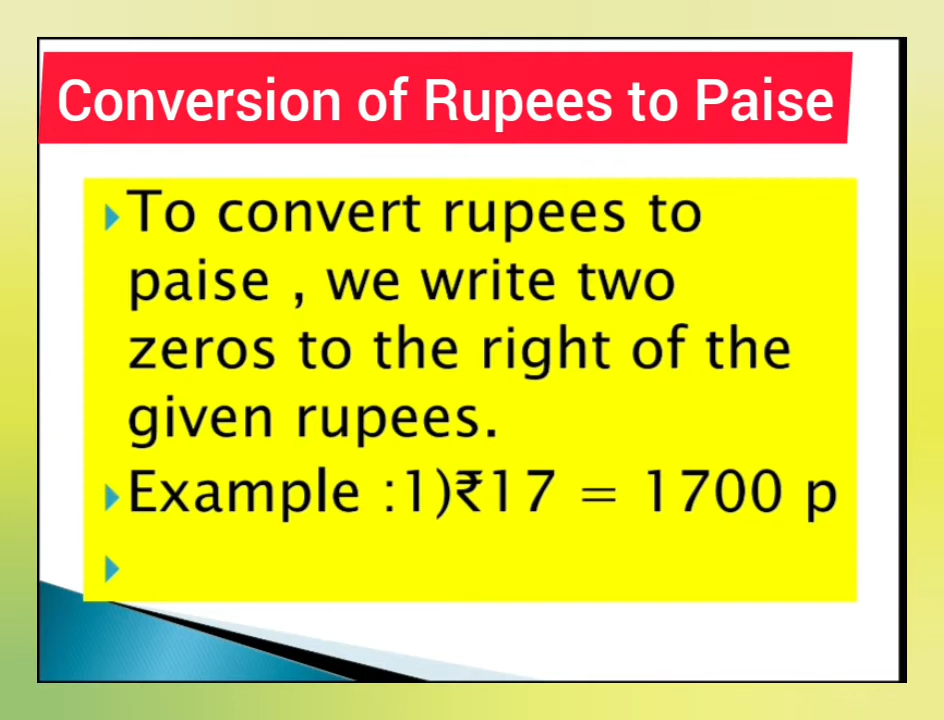 Conversion of Rupees to Paise
To convert rupees to
paise , we write two
zeros to the right of the
given rupees.
Example :1)₹17 = 1700 p